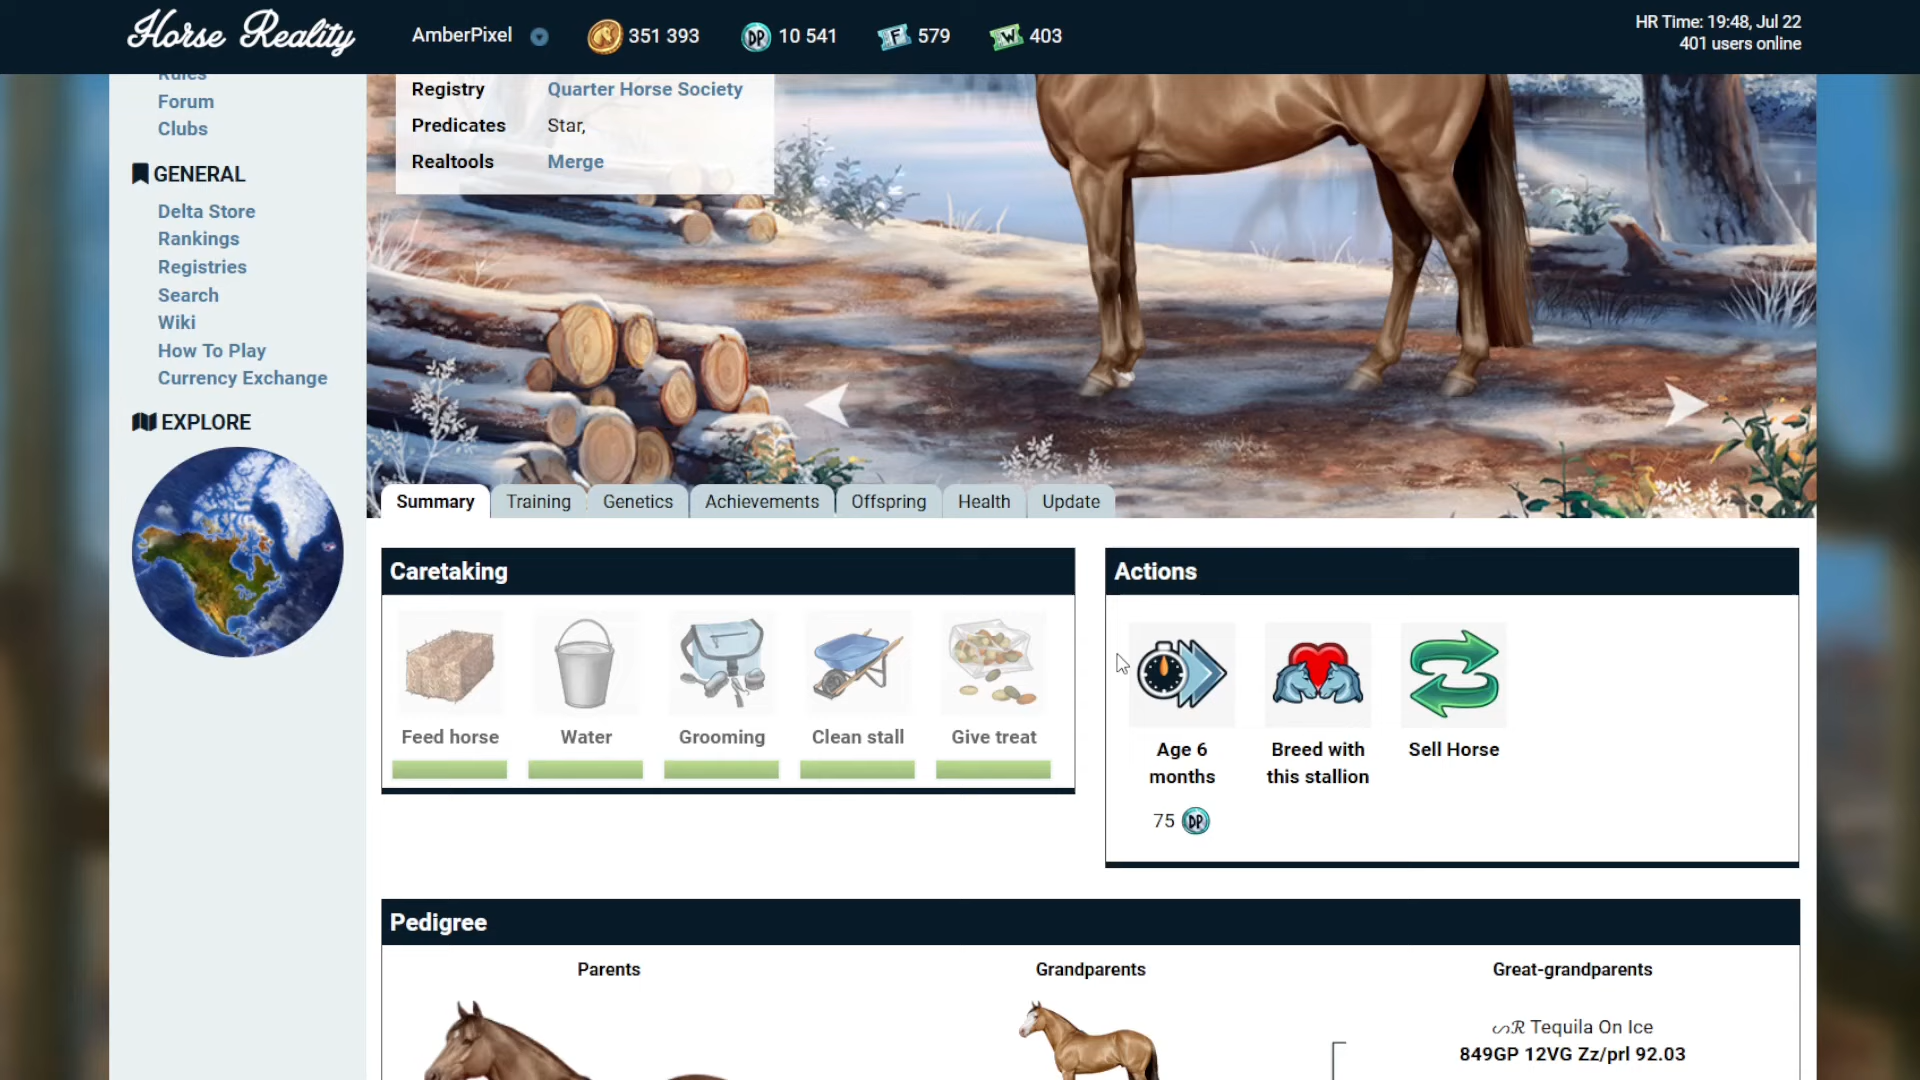 Horse Reality
AmberPixel
351 393
DP
10 541
F
579
W
403
HR Time: 19:48, Jul 22
401 users online
Rules
Forum
Clubs
GENERAL
Delta Store
Rankings
Registries
Search
Wiki
How To Play
Currency Exchange
EXPLORE
Registry Quarter Horse Society
Predicates Star,
Realtools Merge
Summary
Training
Genetics
Achievements
Offspring
Health
Update
Caretaking
Feed horse
Water
Grooming
Clean stall
Give treat
Actions
Age 6
months
75 DP
Breed with
this stallion
Sell Horse
Pedigree
Parents
Grandparents
Great-grandparents
ᔕᖇ Tequila On Ice
849GP 12VG Zz/prl 92.03